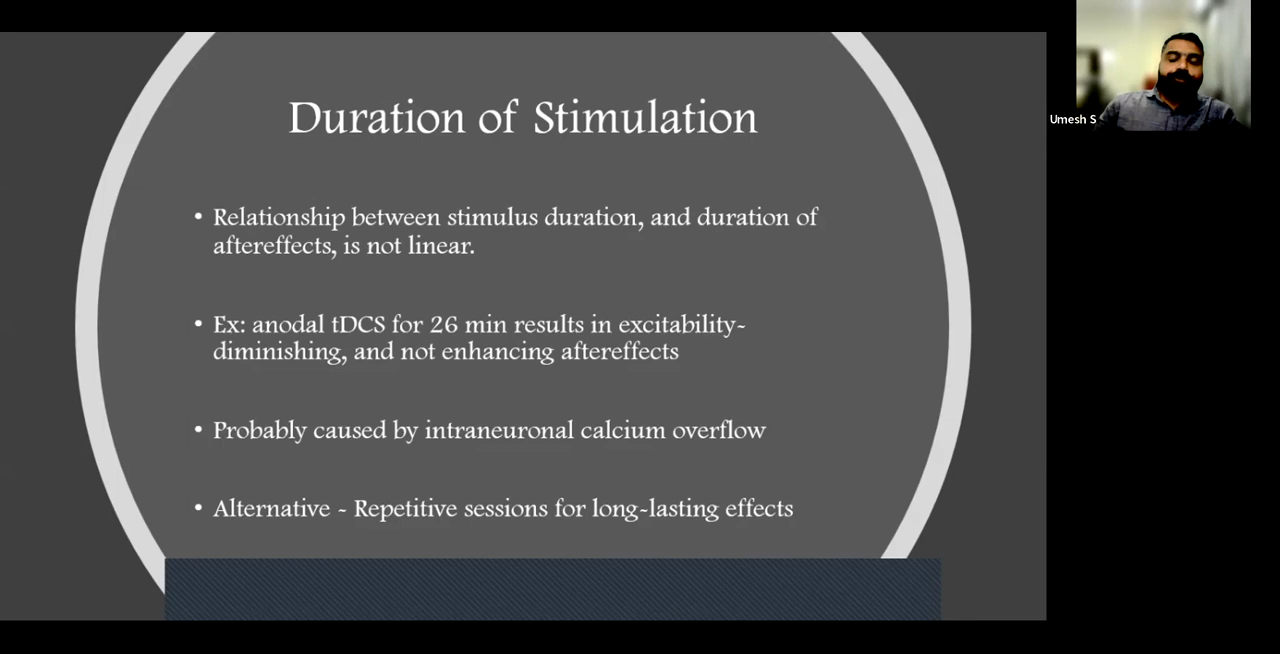 Duration of Stimulation
• Relationship between stimulus duration, and duration of
aftereffects, is not linear.
• Ex: anodal tDCS for 26 min results in excitability-
diminishing, and not enhancing aftereffects
• Probably caused by intraneuronal calcium overflow
• Alternative - Repetitive sessions for long-lasting effects
Umesh S